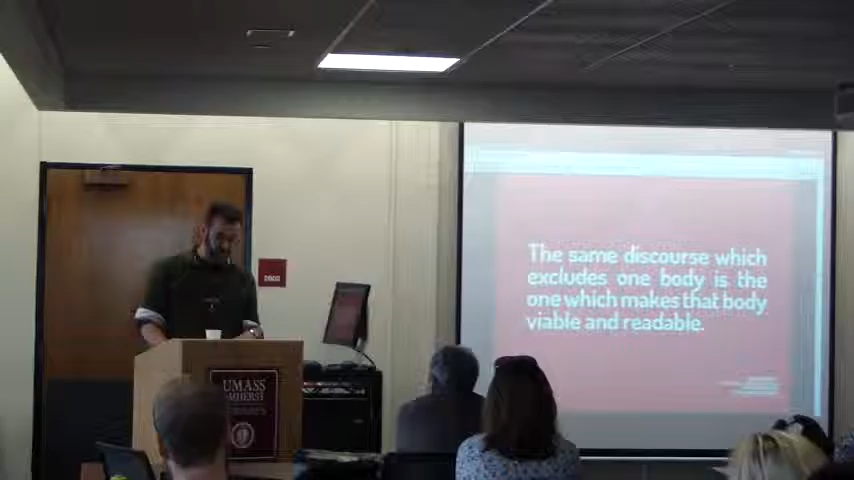 The same discourse which
excludes one body is the
one which makes that body
viable and readable.
UMASS
AMHERST